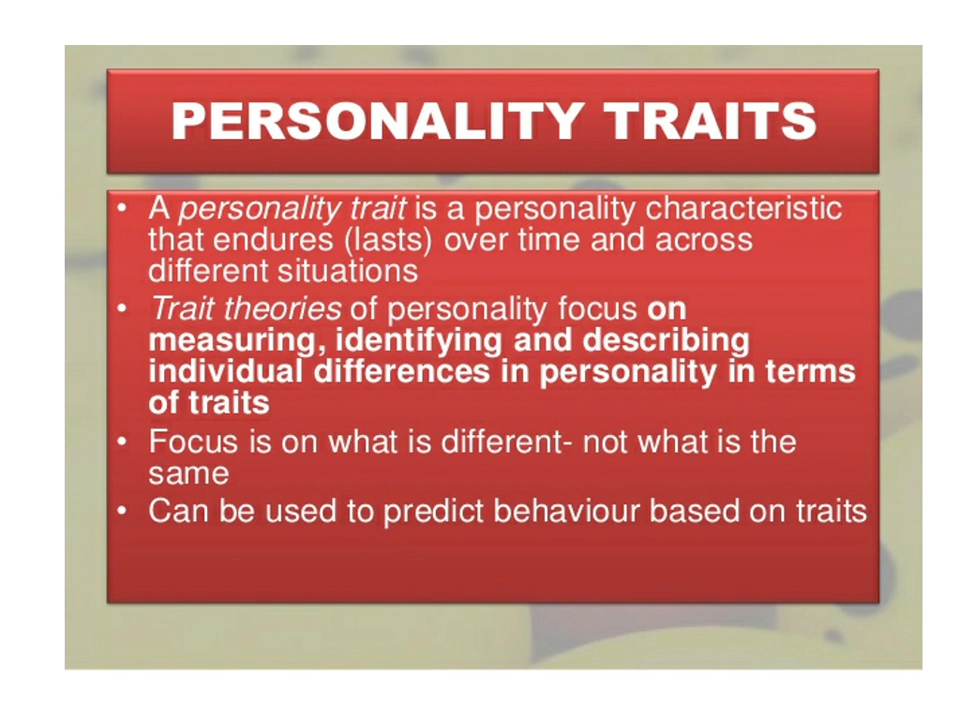 PERSONALITY TRAITS
• A personality trait is a personality characteristic
that endures (lasts) over time and across
different situations
• Trait theories of personality focus on
measuring, identifying and describing
individual differences in personality in terms
of traits
• Focus is on what is different- not what is the
same
• Can be used to predict behaviour based on traits